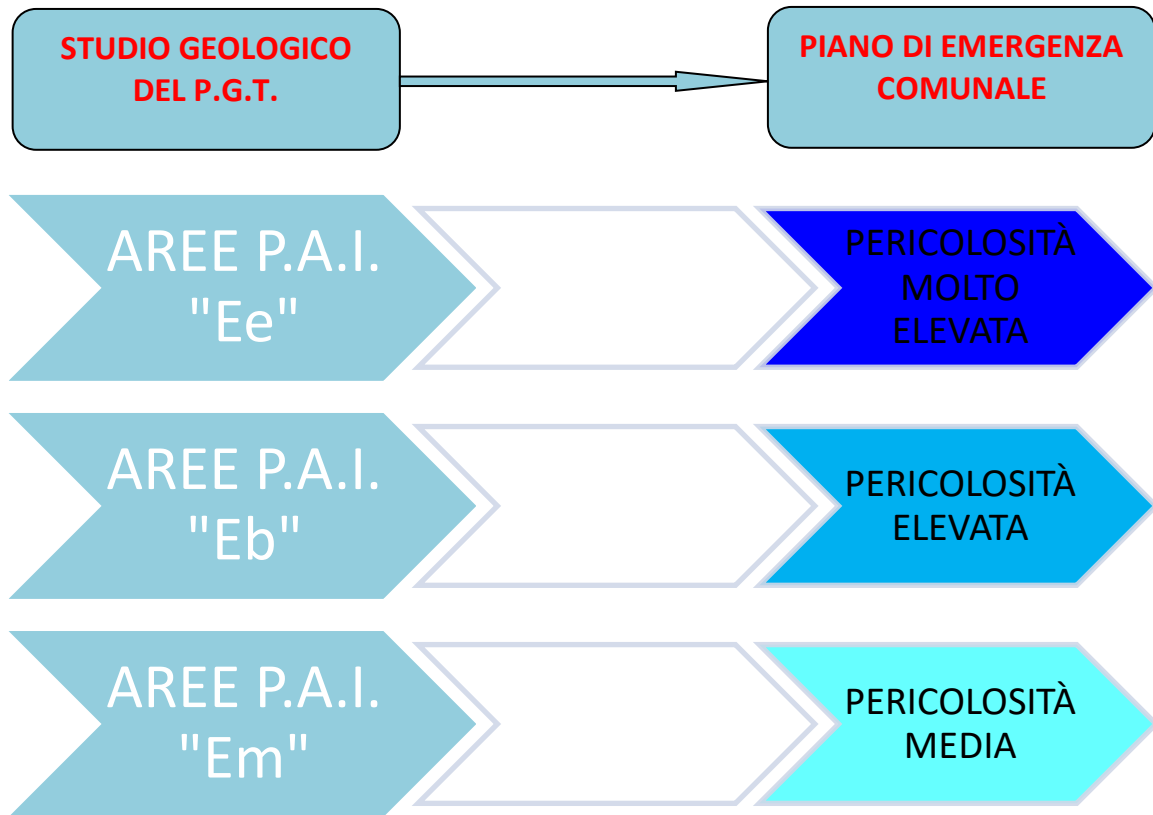 STUDIO GEOLOGICO
DEL P.G.T.
PIANO DI EMERGENZA
COMUNALE
AREE P.A.I.
"Ee"
PERICOLOSITÀ
MOLTO
ELEVATA
AREE P.A.I.
"Eb"
PERICOLOSITÀ
ELEVATA
AREE P.A.I.
"Em"
PERICOLOSITÀ
MEDIA